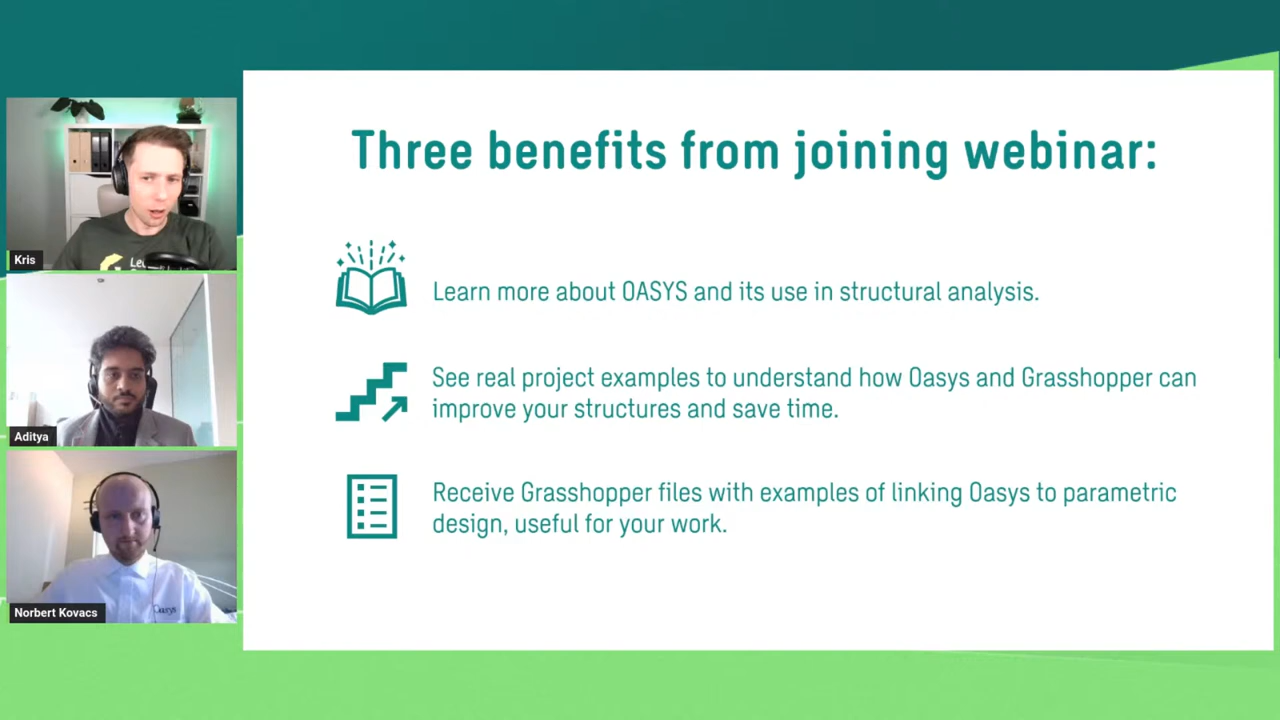 Three benefits from joining webinar:
Learn more about OASYS and its use in structural analysis.
See real project examples to understand how Oasys and Grasshopper can
improve your structures and save time.
Receive Grasshopper files with examples of linking Oasys to parametric
design, useful for your work.
Kris
Aditya
Oasys
Norbert Kovacs